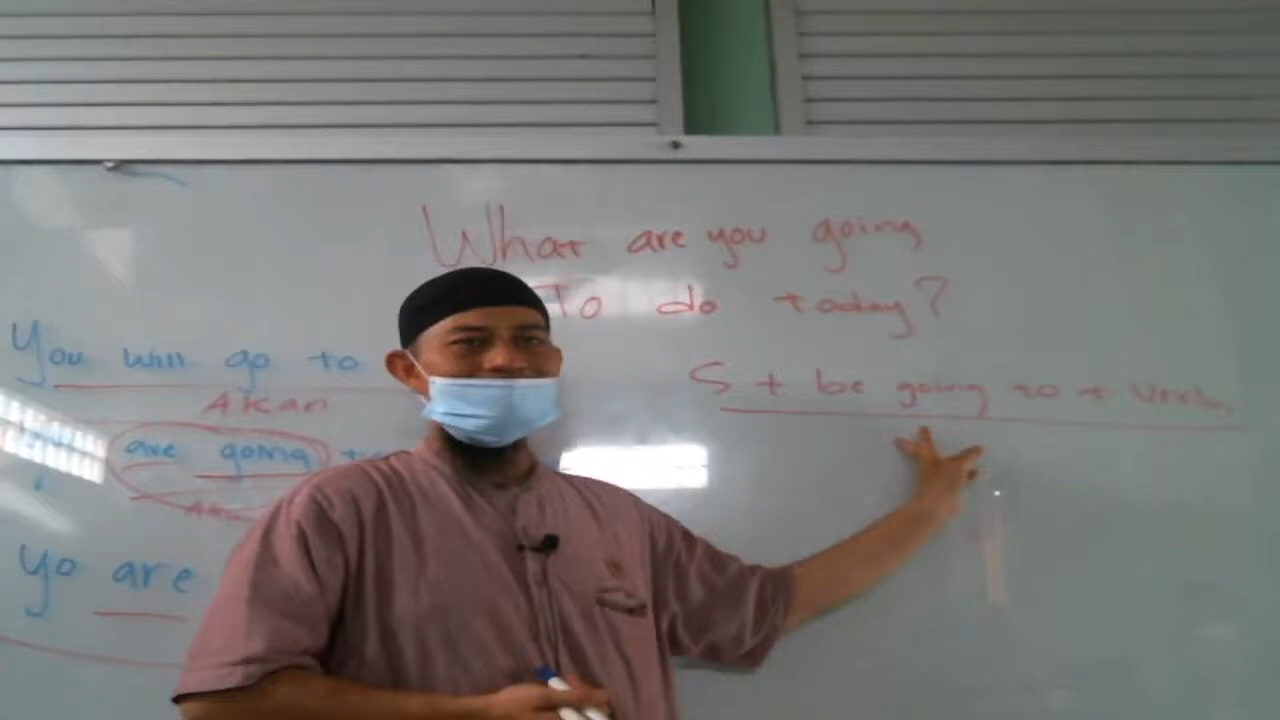 What are you going
To do today?
You will go to
Akan
are going
yo are
S + be going to + Verb